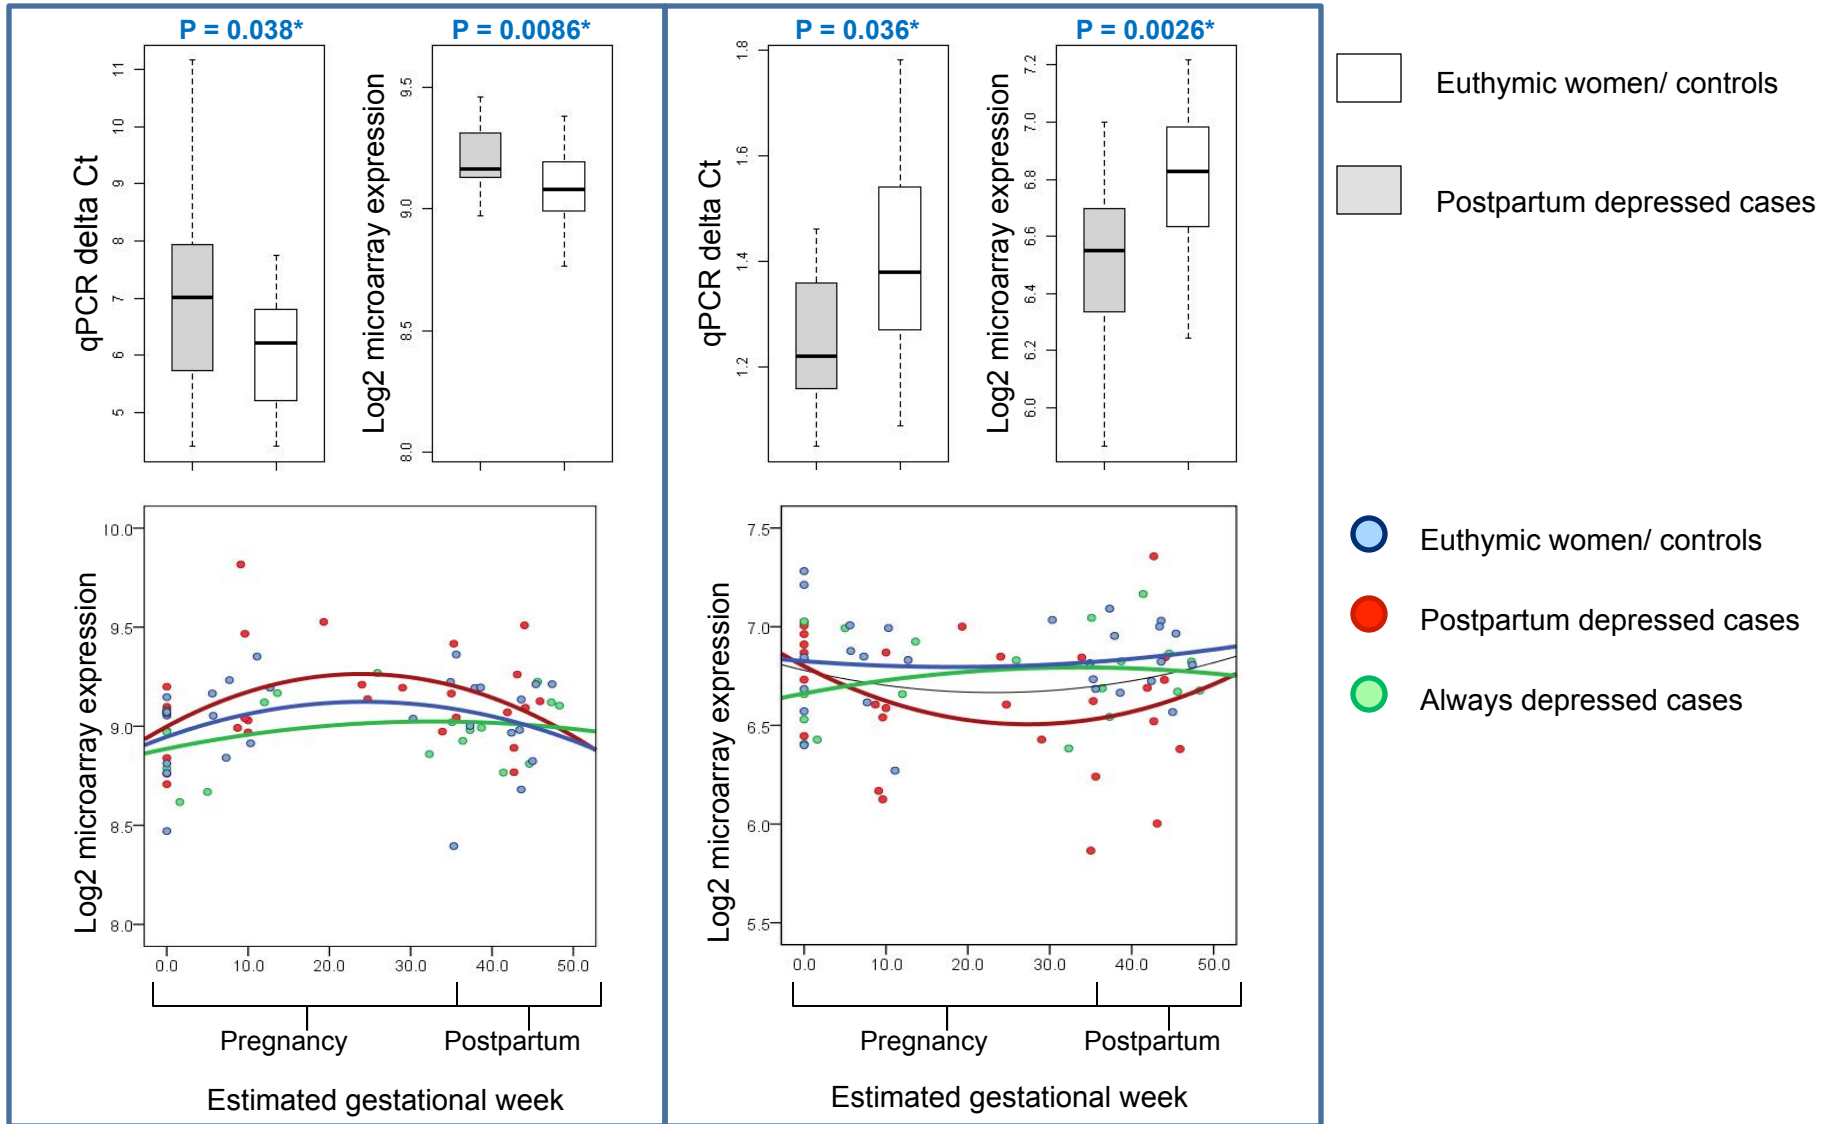 P = 0.038*
P = 0.0086*
P = 0.036*
P = 0.0026*
qPCR delta Ct
11
10
9
8
7
6
5
Log2 microarray expression
9.5
9.0
8.5
8.0
qPCR delta Ct
1.8
1.6
1.4
1.2
Log2 microarray expression
7.2
7.0
6.8
6.6
6.4
6.2
6.0
Euthymic women/ controls
Postpartum depressed cases
Log2 microarray expression
10.0
9.5
9.0
8.5
8.0
0.0 10.0 20.0 30.0 40.0 50.0
Pregnancy Postpartum
Estimated gestational week
Log2 microarray expression
7.5
7.0
6.5
6.0
5.5
0.0 10.0 20.0 30.0 40.0 50.0
Pregnancy Postpartum
Estimated gestational week
Euthymic women/ controls
Postpartum depressed cases
Always depressed cases